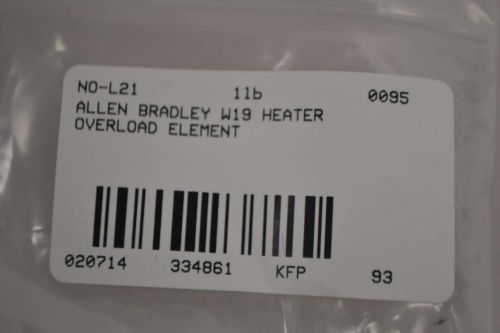 NO-L21 1lb 0095
ALLEN BRADLEY W19 HEATER
OVERLOAD ELEMENT
020714 334861 KFP 93